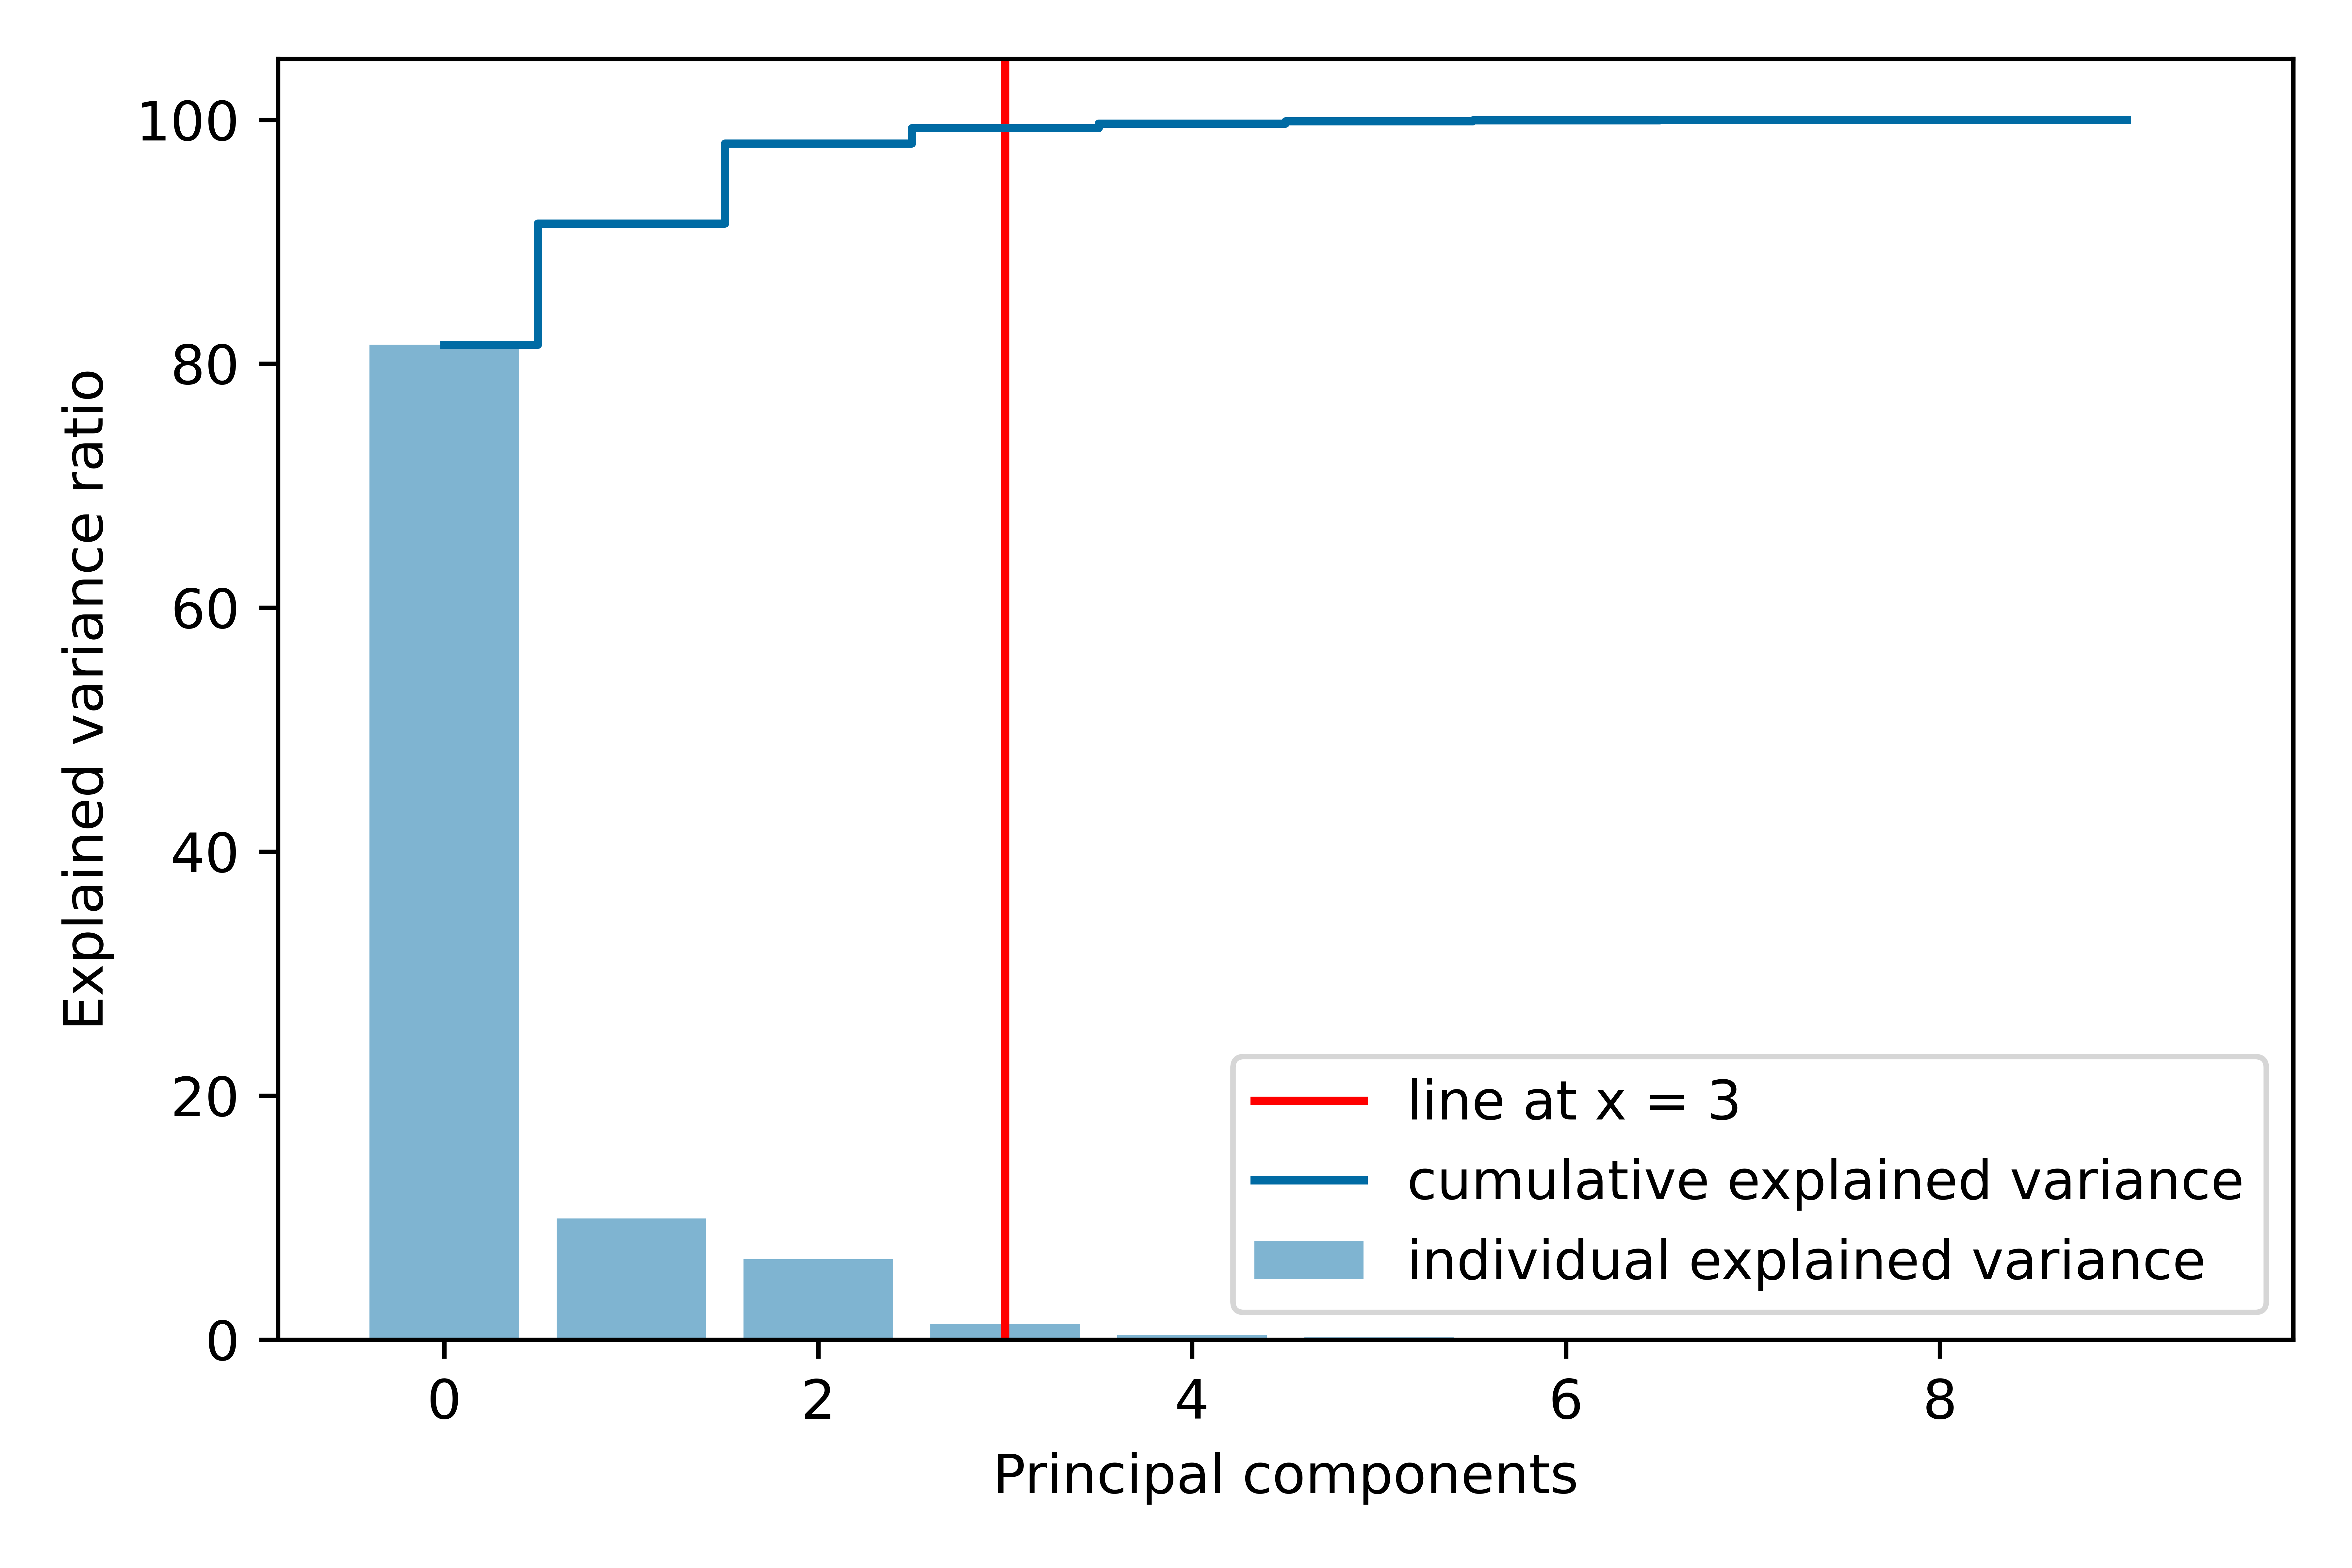 100
80
60
40
20
0
Explained variance ratio
line at x = 3
cumulative explained variance
individual explained variance
0 2 4 6 8
Principal components